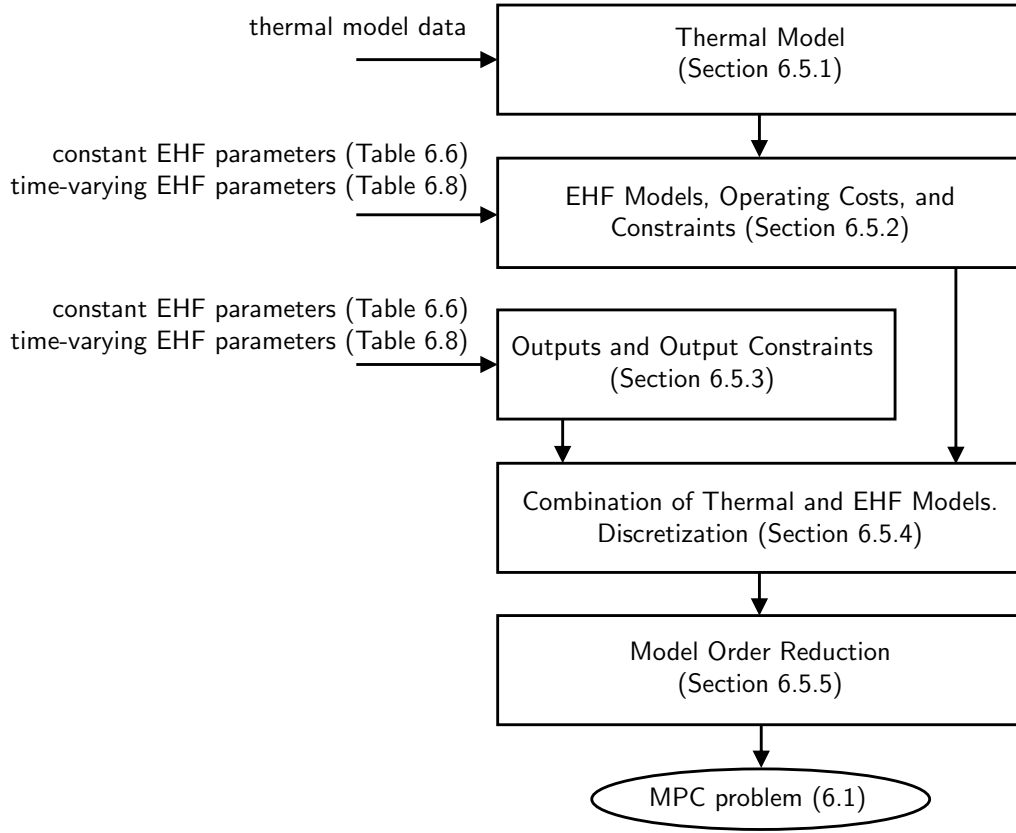 thermal model data
Thermal Model
(Section 6.5.1)
constant EHF parameters (Table 6.6)
time-varying EHF parameters (Table 6.8)
EHF Models, Operating Costs, and
Constraints (Section 6.5.2)
constant EHF parameters (Table 6.6)
time-varying EHF parameters (Table 6.8)
Outputs and Output Constraints
(Section 6.5.3)
Combination of Thermal and EHF Models.
Discretization (Section 6.5.4)
Model Order Reduction
(Section 6.5.5)
MPC problem (6.1)